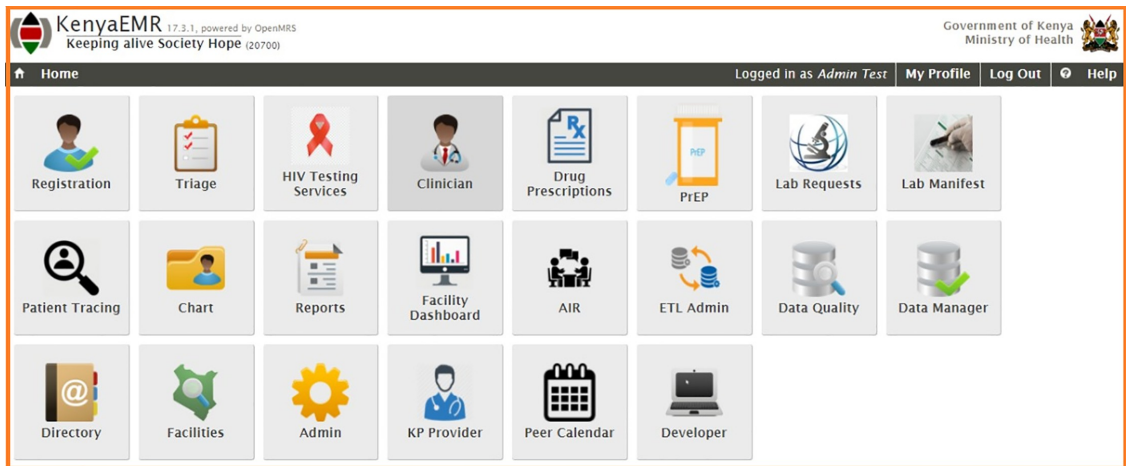 KenyaEMR 17.3.1, powered by OpenMRS
Keeping alive Society Hope (20700)
Government of Kenya
Ministry of Health
Home
Logged in as Admin Test
My Profile
Log Out
Help
Registration
Triage
HIV Testing
Services
Clinician
Rx
Drug
Prescriptions
PrEP
PrEP
Lab Requests
Lab Manifest
Patient Tracing
Chart
Reports
Facility
Dashboard
AIR
ETL Admin
Data Quality
Data Manager
@
Directory
Facilities
Admin
KP Provider
Peer Calendar
Developer